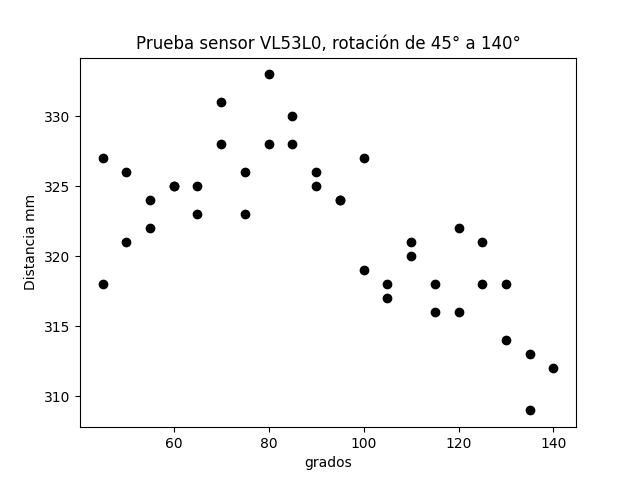 Prueba sensor VL53L0, rotación de 45° a 140°
Distancia mm
330
325
320
315
310
60 80 100 120 140
grados